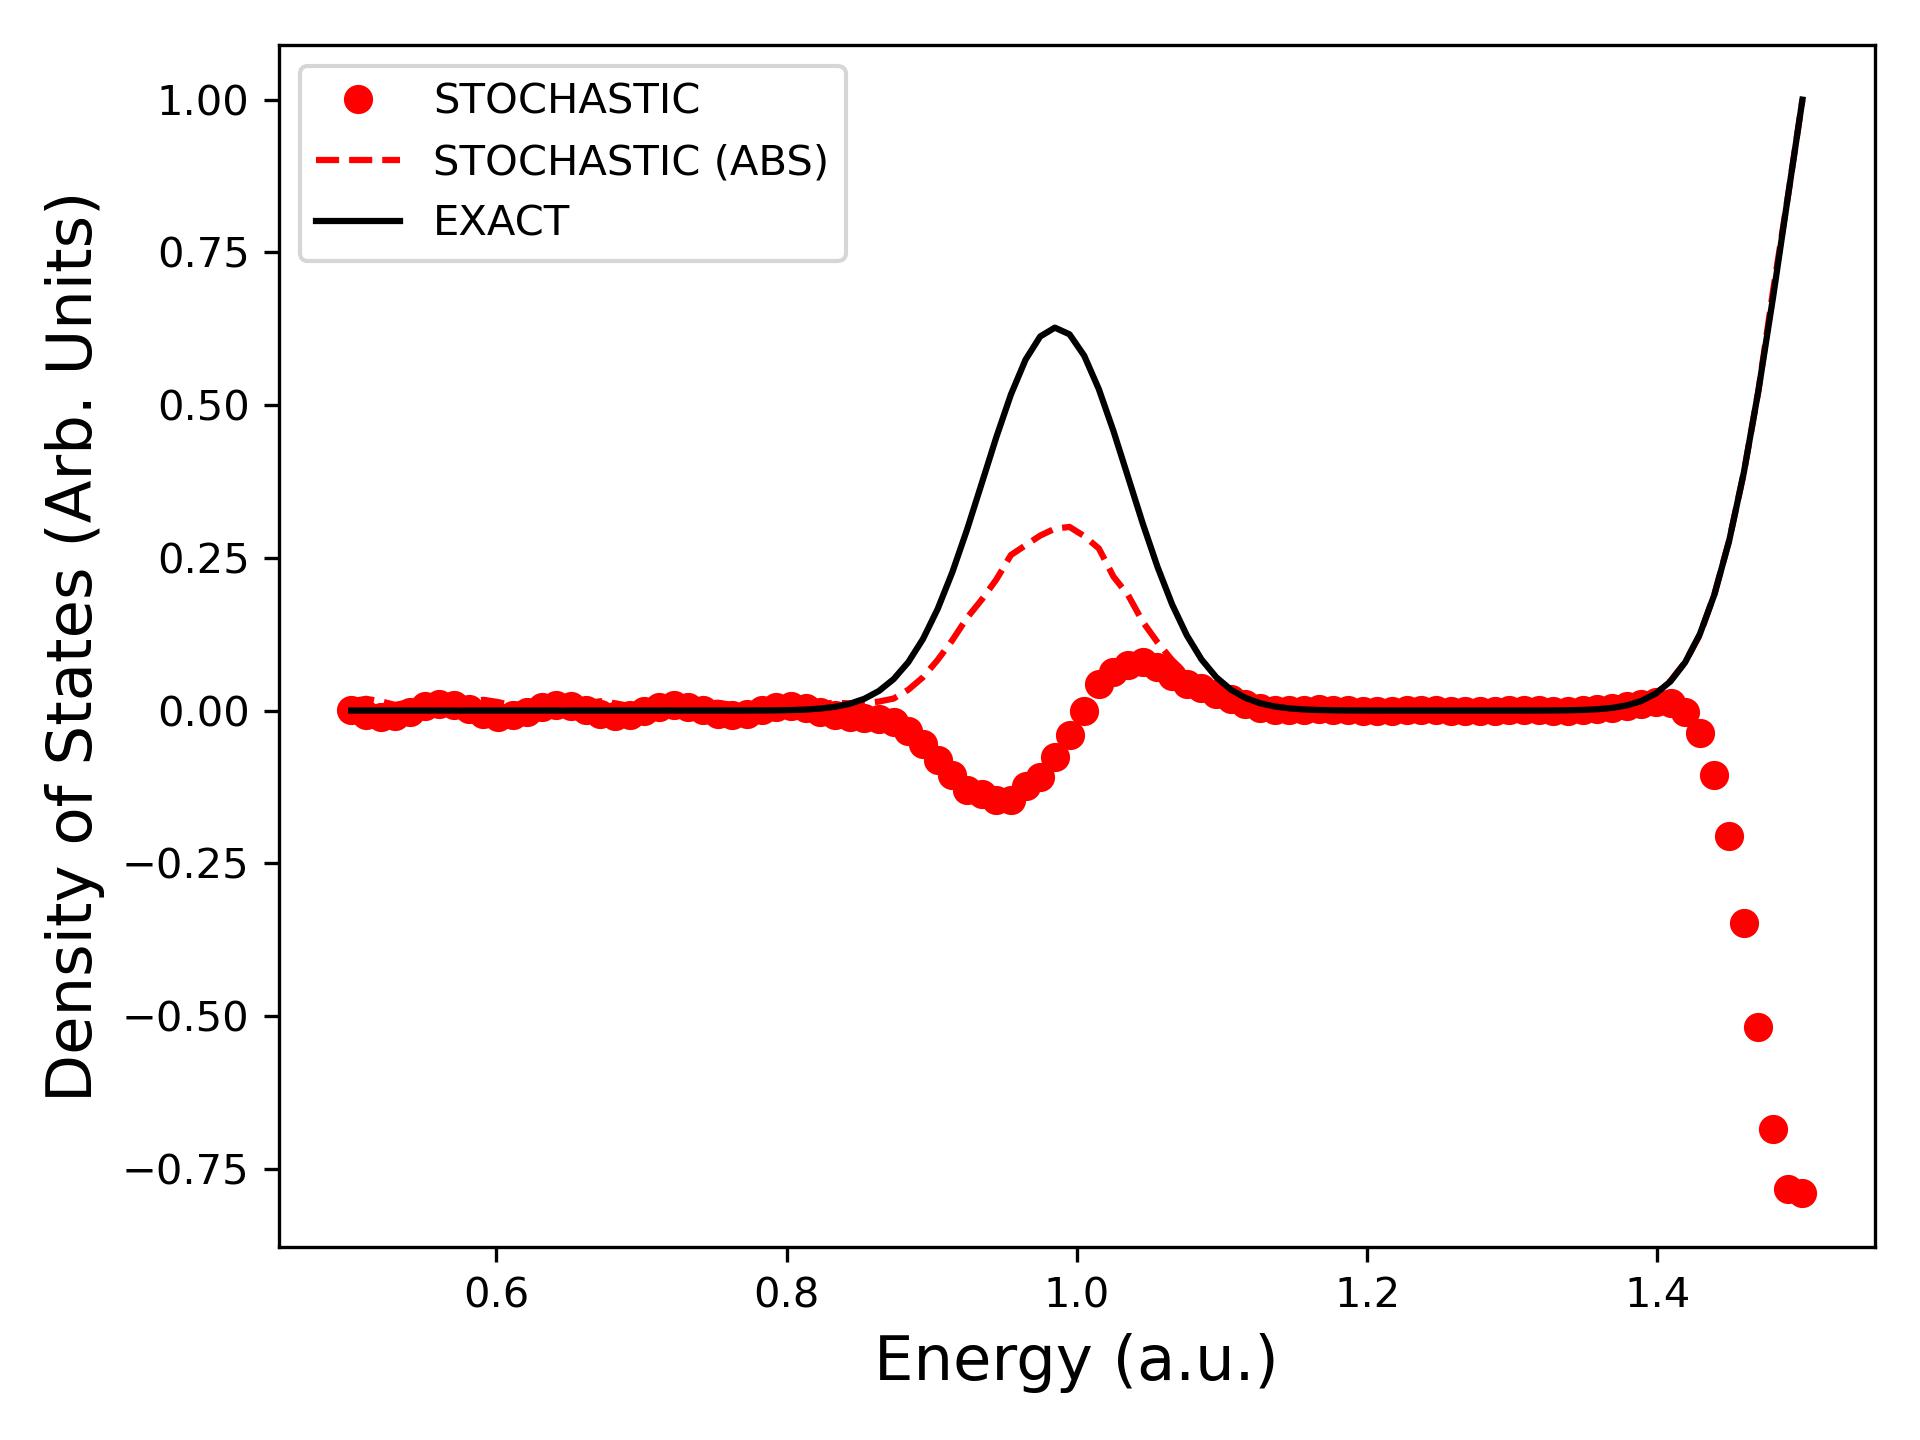 STOCHASTIC
STOCHASTIC (ABS)
EXACT
Density of States (Arb. Units)
1.00
0.75
0.50
0.25
0.00
−0.25
−0.50
−0.75
0.6 0.8 1.0 1.2 1.4
Energy (a.u.)